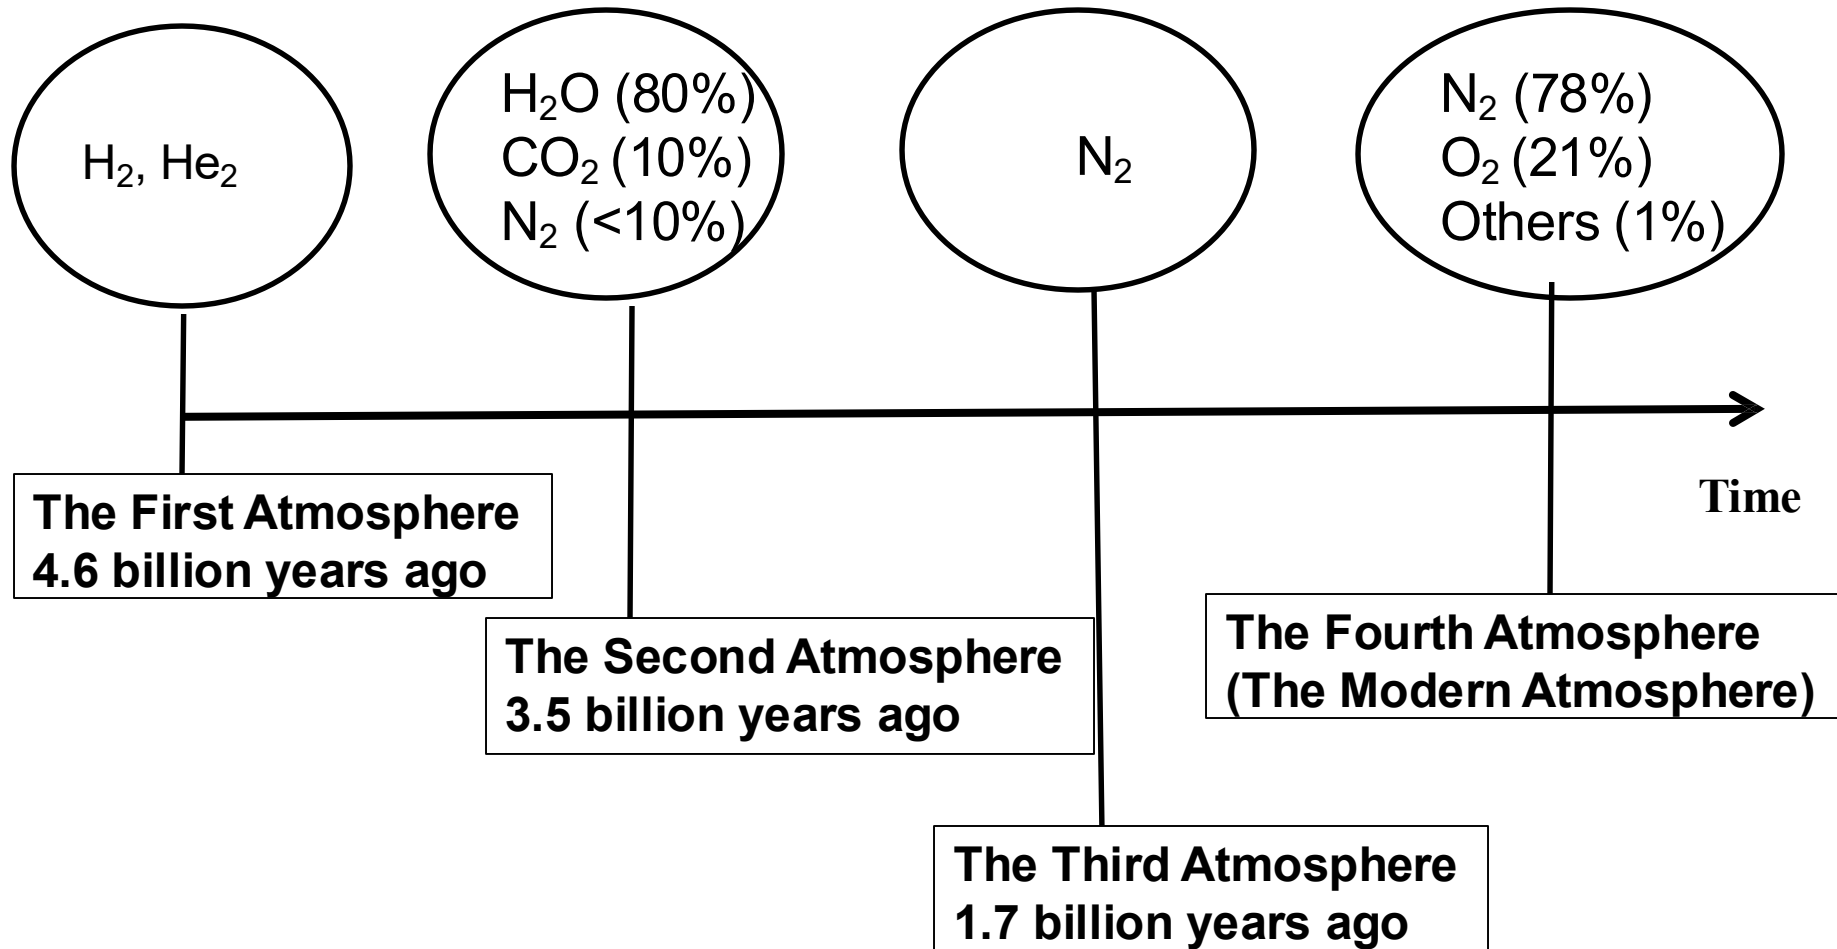 H₂, He₂
H₂O (80%)
CO₂ (10%)
N₂ (<10%)
N₂
N₂ (78%)
O₂ (21%)
Others (1%)
Time
The First Atmosphere
4.6 billion years ago
The Second Atmosphere
3.5 billion years ago
The Third Atmosphere
1.7 billion years ago
The Fourth Atmosphere
(The Modern Atmosphere)